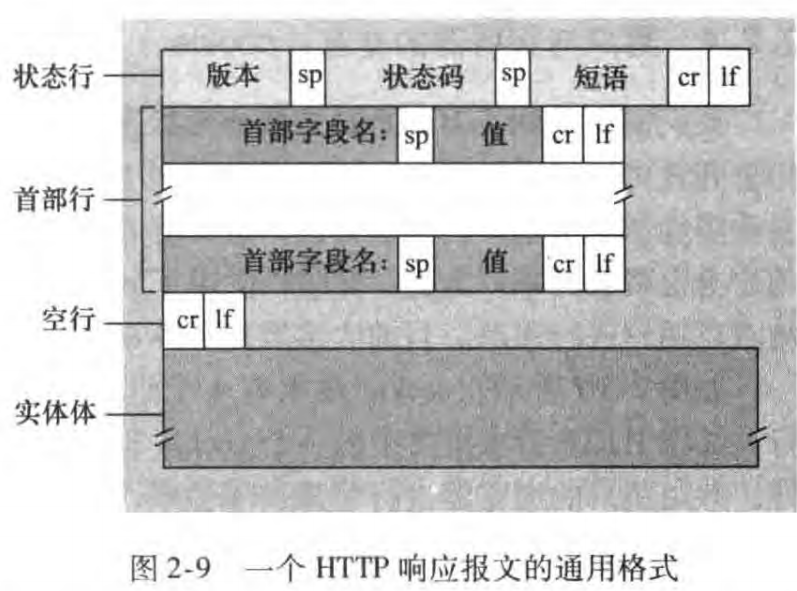 状态行 版本 sp 状态码 sp 短语 cr lf
首部字段名: sp 值 cr lf
首部行
首部字段名: sp 值 cr lf
空行 cr lf
实体体
图 2-9 一个 HTTP 响应报文的通用格式